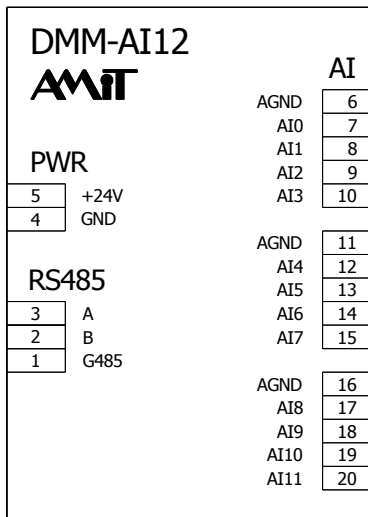 DMM-AI12
AMiT
AI
AGND 6
AI0 7
AI1 8
AI2 9
AI3 10
PWR
5 +24V
4 GND
AGND 11
AI4 12
AI5 13
AI6 14
AI7 15
RS485
3 A
2 B
1 G485
AGND 16
AI8 17
AI9 18
AI10 19
AI11 20